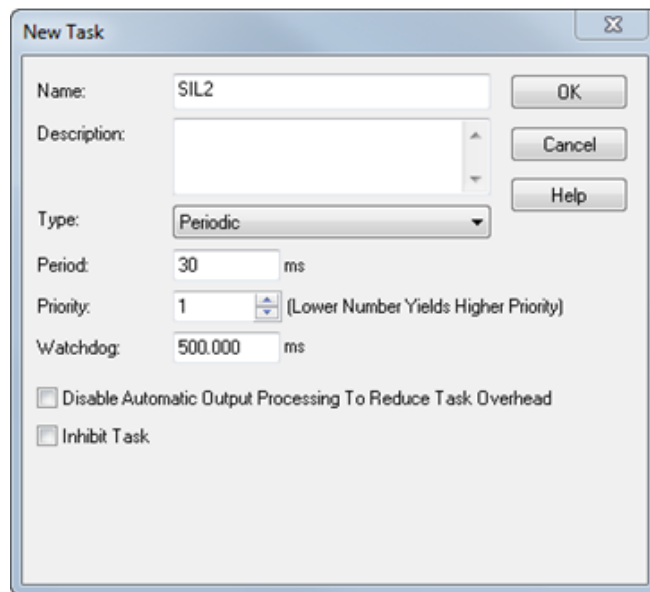 New Task
Name: SIL2 OK
Description: Cancel
Help
Type: Periodic
Period: 30 ms
Priority: 1 (Lower Number Yields Higher Priority)
Watchdog: 500.000 ms
Disable Automatic Output Processing To Reduce Task Overhead
Inhibit Task